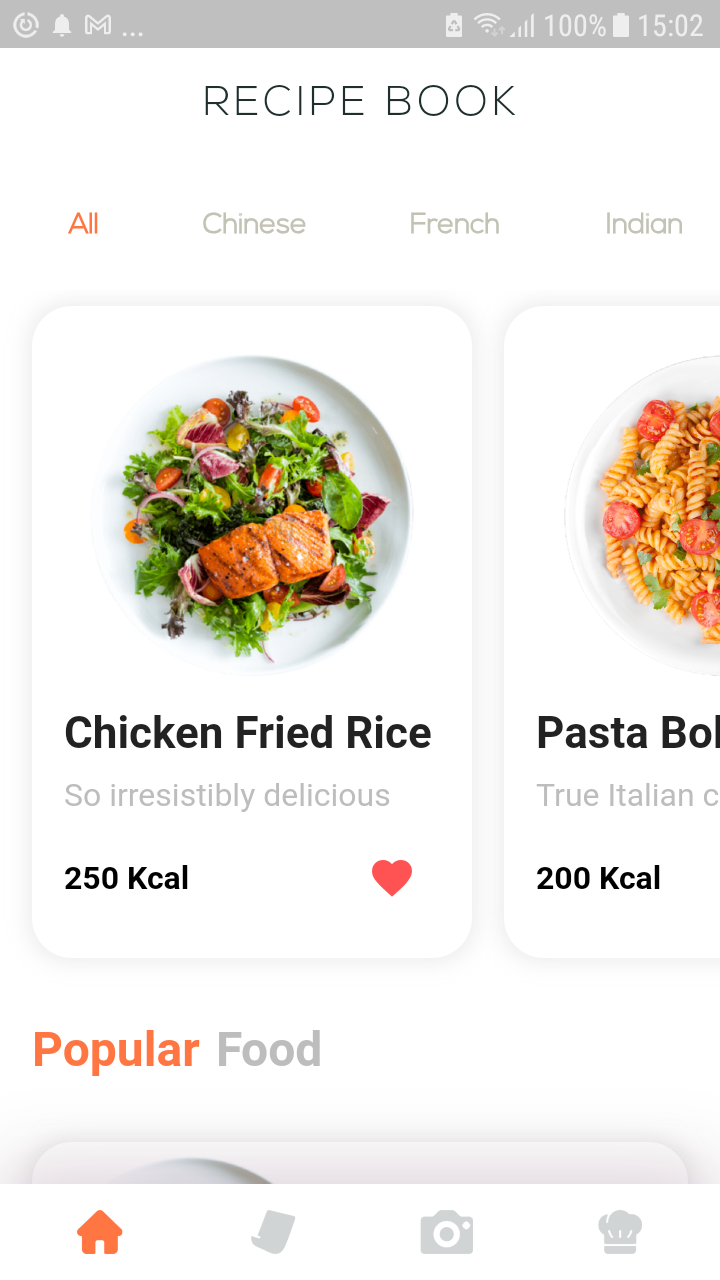 ... 100% 15:02
RECIPE BOOK
All Chinese French Indian
Chicken Fried Rice
So irresistibly delicious
250 Kcal
Pasta Bol
True Italian c
200 Kcal
Popular Food